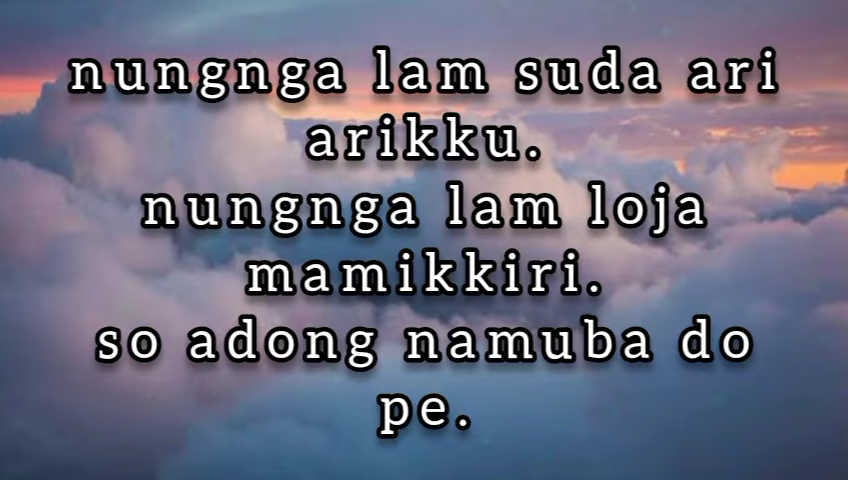 nungnga lam suda ari
arikku.
nungnga lam loja
mamikkiri.
so adong namuba do
pe.